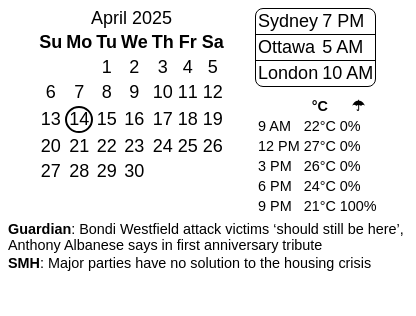 April 2025
Su Mo Tu We Th Fr Sa
1 2 3 4 5
6 7 8 9 10 11 12
13 14 15 16 17 18 19
20 21 22 23 24 25 26
27 28 29 30
Sydney 7 PM
Ottawa 5 AM
London 10 AM
°C ☂
9 AM 22°C 0%
12 PM 27°C 0%
3 PM 26°C 0%
6 PM 24°C 0%
9 PM 21°C 100%
Guardian: Bondi Westfield attack victims ‘should still be here’,
Anthony Albanese says in first anniversary tribute
SMH: Major parties have no solution to the housing crisis